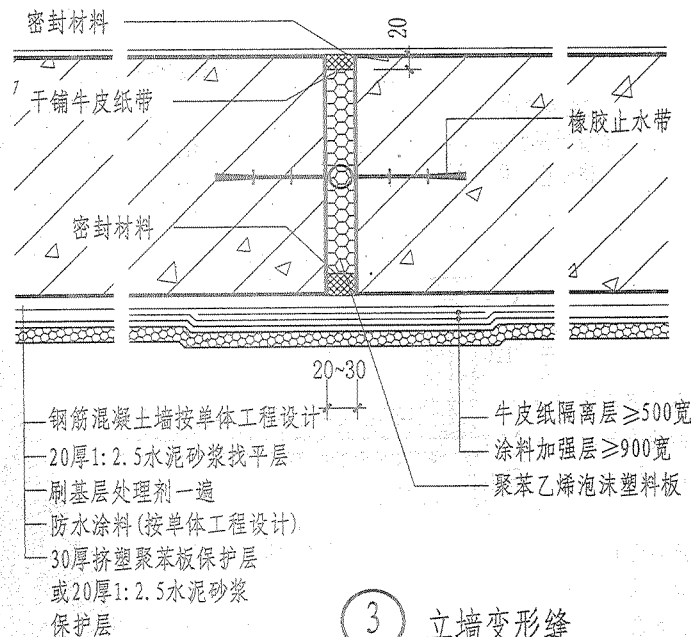 密封材料
20
干铺牛皮纸带
橡胶止水带
密封材料
20~30
钢筋混凝土墙按单体工程设计
20厚1:2.5水泥砂浆找平层
刷基层处理剂一遍
防水涂料(按单体工程设计)
30厚挤塑聚苯板保护层
或20厚1:2.5水泥砂浆
保护层
牛皮纸隔离层≥500宽
涂料加强层≥900宽
聚苯乙烯泡沫塑料板
3 立墙变形缝